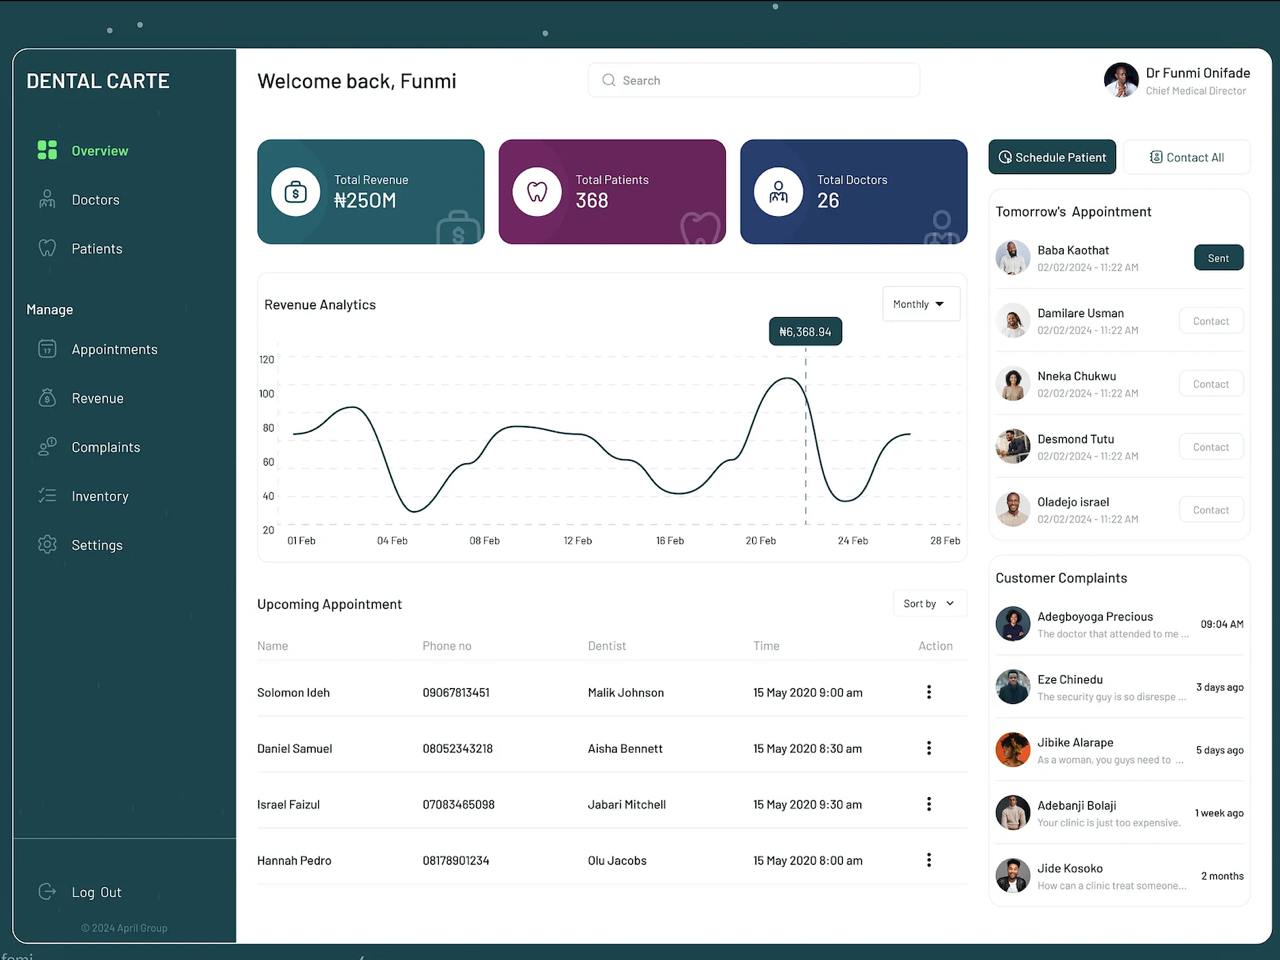 DENTAL CARTE
Overview
Doctors
Patients
Manage
Appointments
Revenue
Complaints
Inventory
Settings
Log Out
© 2024 April Group
Welcome back, Funmi
Search
Dr Funmi Onifade
Chief Medical Director
Total Revenue
₦250M
Total Patients
368
Total Doctors
26
Revenue Analytics
Monthly
₦6,368.94
120
100
80
60
40
20
01 Feb 04 Feb 08 Feb 12 Feb 16 Feb 20 Feb 24 Feb 28 Feb
Upcoming Appointment
Sort by
Name Phone no Dentist Time Action
Solomon Ideh 09067813451 Malik Johnson 15 May 2020 9:00 am
Daniel Samuel 08052343218 Aisha Bennett 15 May 2020 8:30 am
Israel Faizul 07083465098 Jabari Mitchell 15 May 2020 9:30 am
Hannah Pedro 08178901234 Olu Jacobs 15 May 2020 8:00 am
Schedule Patient
Contact All
Tomorrow's Appointment
Baba Kaothat
02/02/2024 - 11:22 AM
Sent
Damilare Usman
02/02/2024 - 11:22 AM
Contact
Nneka Chukwu
02/02/2024 - 11:22 AM
Contact
Desmond Tutu
02/02/2024 - 11:22 AM
Contact
Oladejo israel
02/02/2024 - 11:22 AM
Contact
Customer Complaints
Adegboyoga Precious
The doctor that attended to me ...
09:04 AM
Eze Chinedu
The security guy is so disrespe ...
3 days ago
Jibike Alarape
As a woman, you guys need to ...
5 days ago
Adebanji Bolaji
Your clinic is just too expensive.
1 week ago
Jide Kosoko
How can a clinic treat someone...
2 months